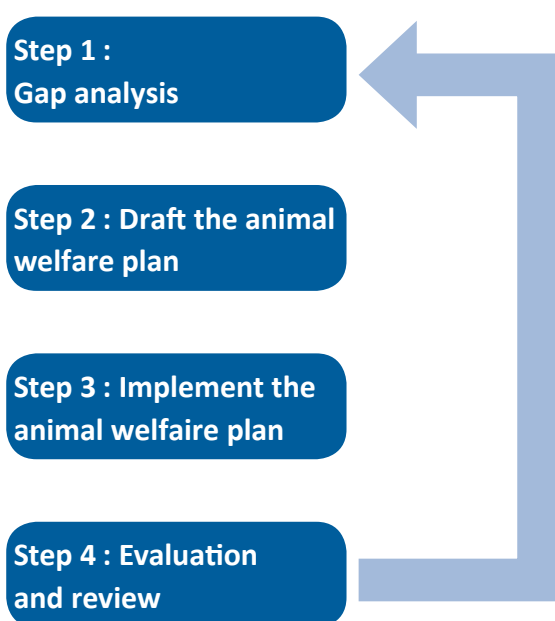 Step 1 :
Gap analysis
Step 2 : Draft the animal
welfare plan
Step 3 : Implement the
animal welfaire plan
Step 4 : Evaluation
and review